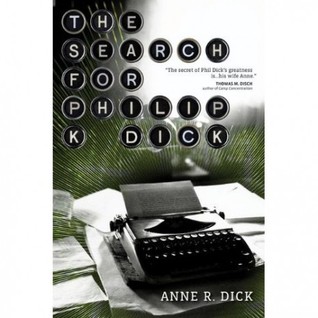 THE
SEARCH
FOR
PHILIP
K DICK
"The secret of Phil Dick's greatness
is...his wife Anne."
THOMAS M. DISCH
author of Camp Concentration
ANNE R. DICK